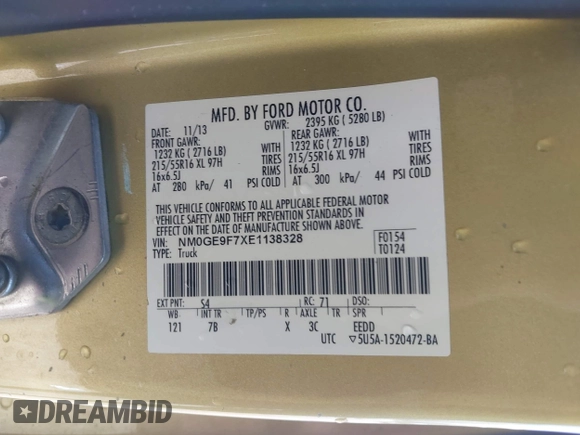 MFD. BY FORD MOTOR CO.
DATE: 11/13 GVWR: 2395 KG ( 5280 LB)
FRONT GAWR: REAR GAWR:
1232 KG ( 2716 LB) WITH 1232 KG ( 2716 LB) WITH
215/55R16 XL 97H TIRES 215/55R16 XL 97H TIRES
16x6.5J RIMS 16x6.5J RIMS
AT 280 kPa/ 41 PSI COLD AT 300 kPa/ 44 PSI COLD
THIS VEHICLE CONFORMS TO ALL APPLICABLE FEDERAL MOTOR
VEHICLE SAFETY AND THEFT PREVENTION STANDARDS IN
EFFECT ON THE DATE OF MANUFACTURE SHOWN ABOVE.
VIN: NM0GE9F7XE1138328 F0154
TYPE: Truck T0124
EXT PNT: S4 RC: 71 DSO:
WB INT TR TP/PS R AXLE TR SPR
121 7B X 3C EEDD
UTC ▽5U5A-1520472-BA
DREAMBID